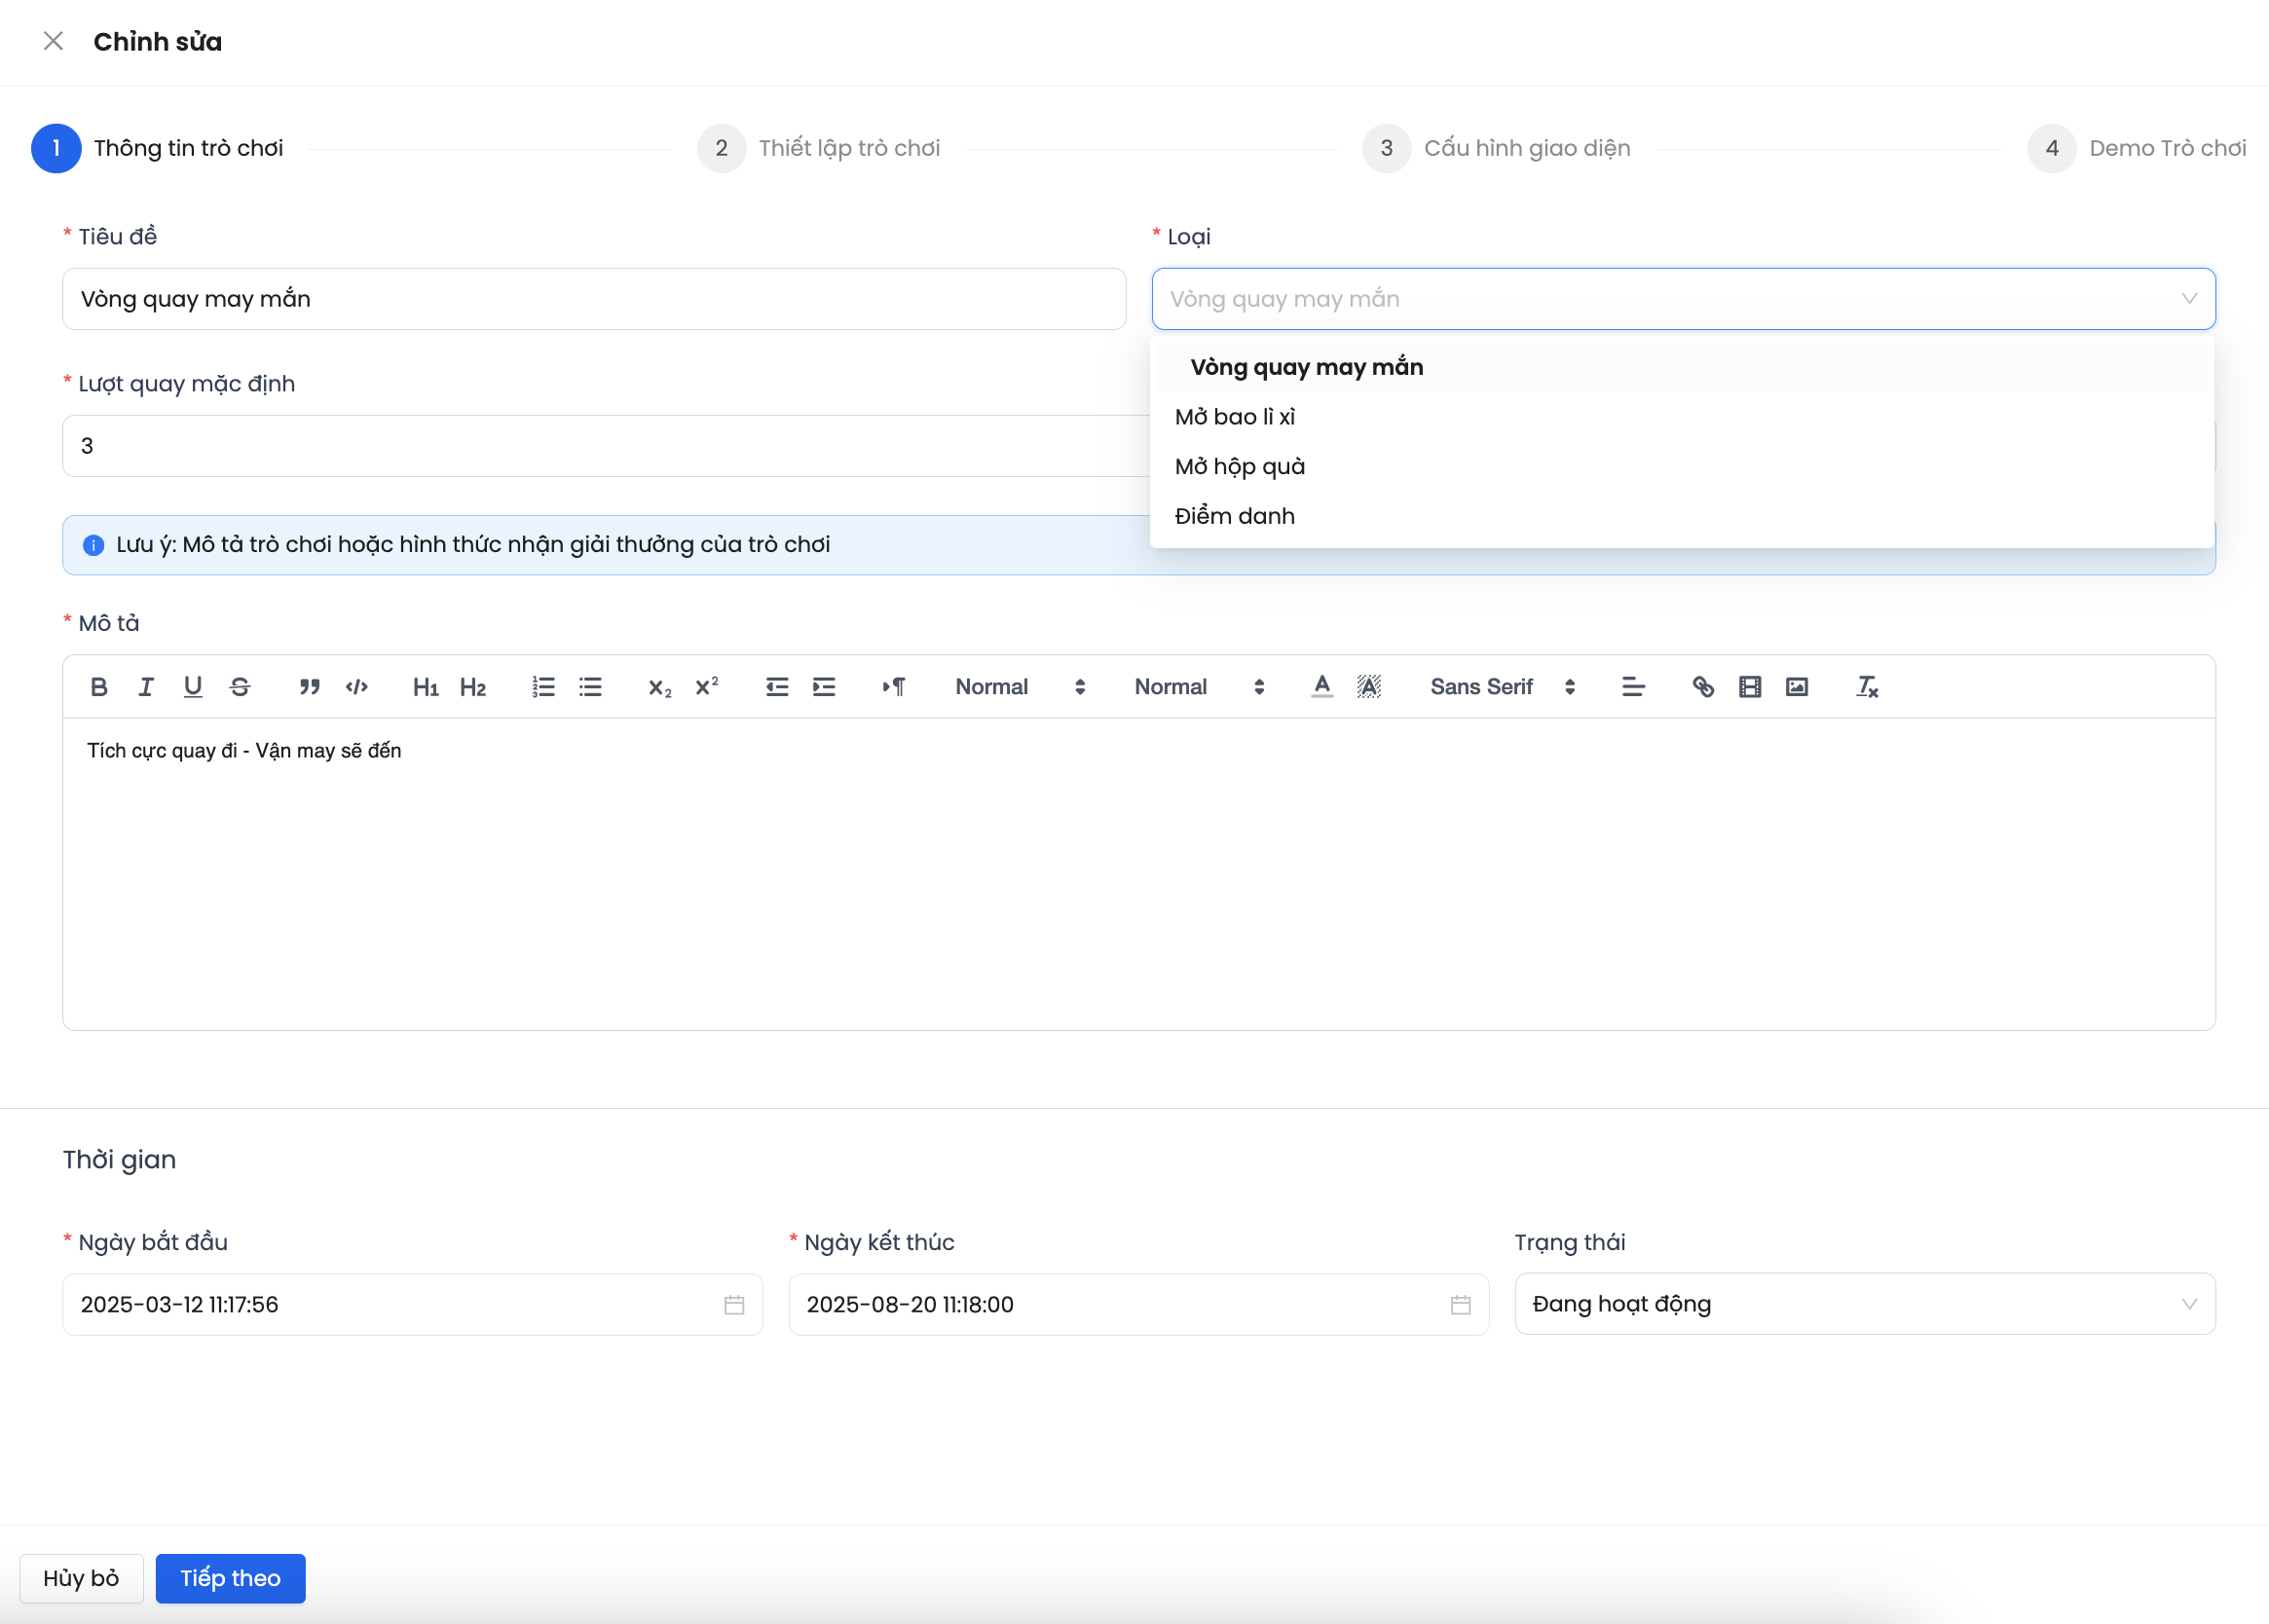 Chỉnh sửa
1 Thông tin trò chơi
2 Thiết lập trò chơi
3 Cấu hình giao diện
4 Demo Trò chơi
* Tiêu đề
Vòng quay may mắn
* Loại
Vòng quay may mắn
Vòng quay may mắn
Mở bao lì xì
Mở hộp quà
Điểm danh
* Lượt quay mặc định
3
Lưu ý: Mô tả trò chơi hoặc hình thức nhận giải thưởng của trò chơi
* Mô tả
Normal Normal Sans Serif
Tích cực quay đi - Vận may sẽ đến
Thời gian
* Ngày bắt đầu
2025-03-12 11:17:56
* Ngày kết thúc
2025-08-20 11:18:00
Trạng thái
Đang hoạt động
Hủy bỏ
Tiếp theo